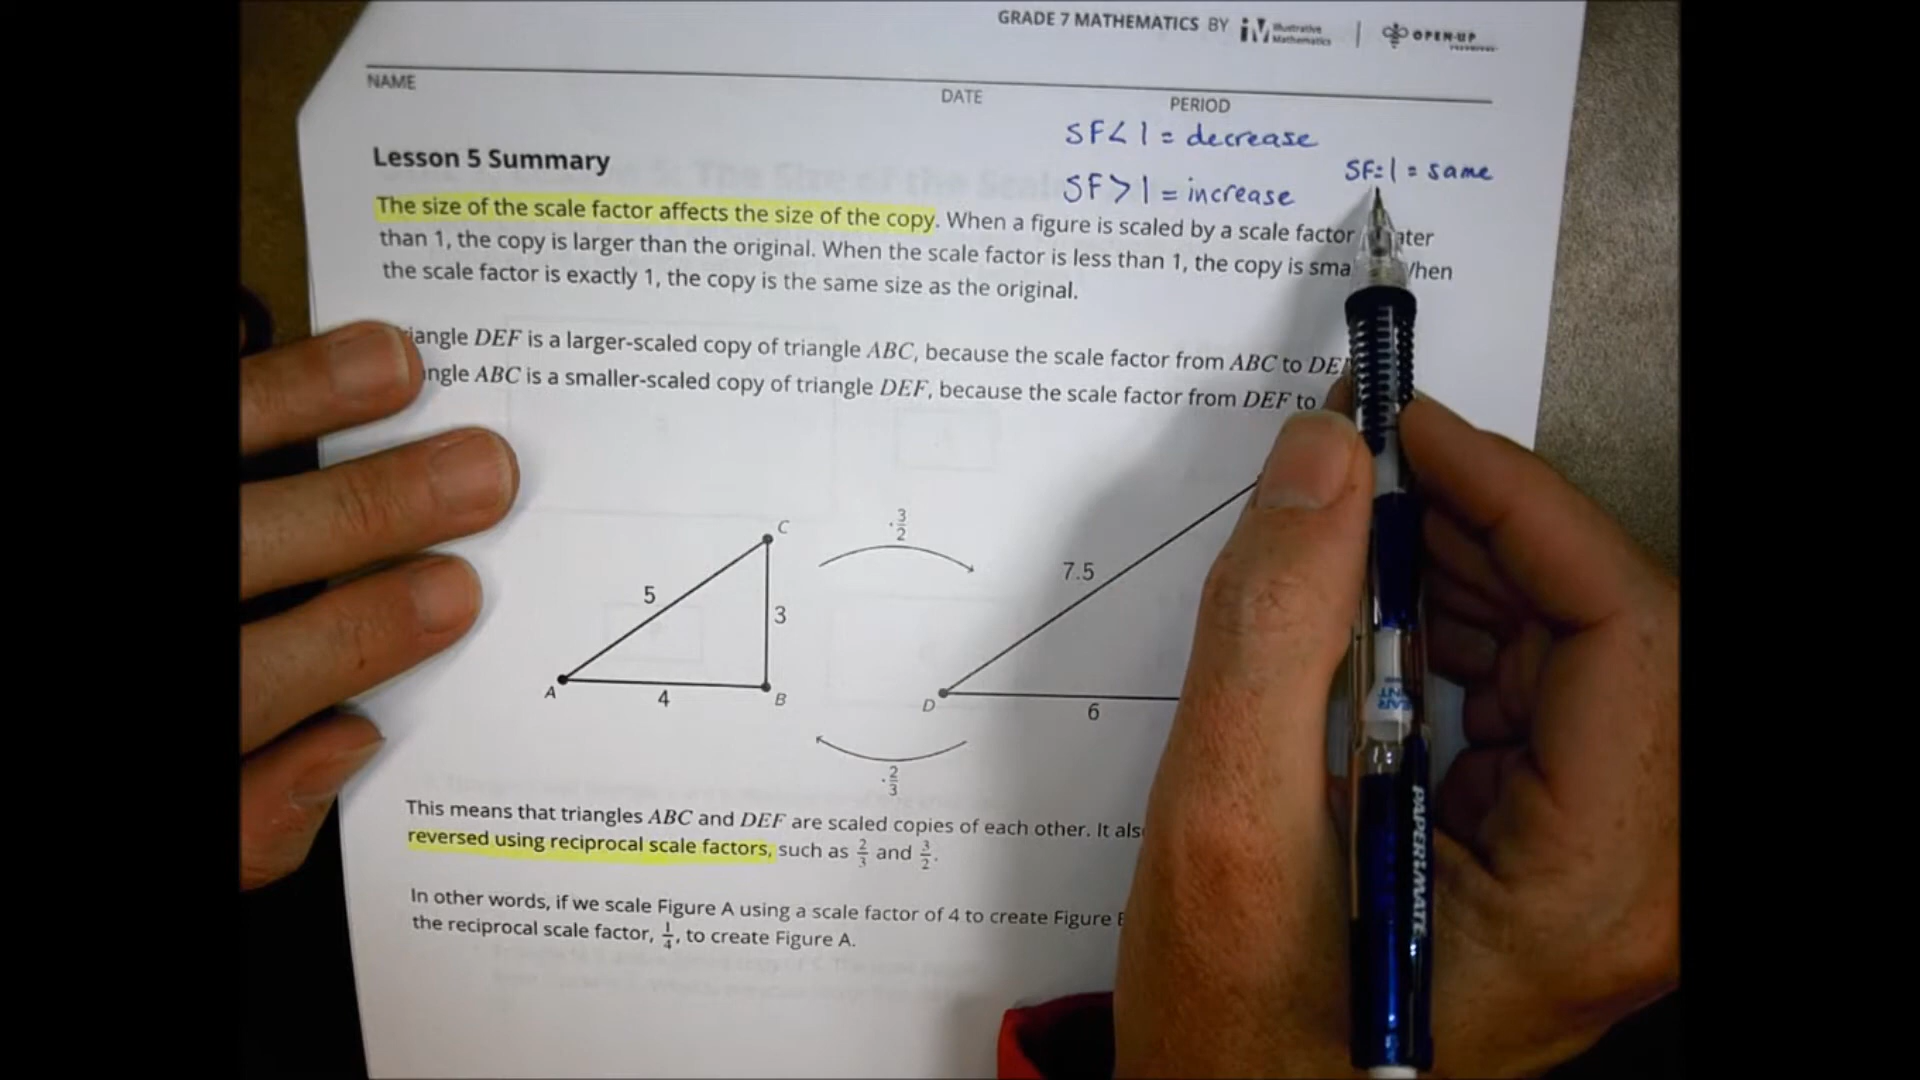 GRADE 7 MATHEMATICS BY Illustrative Mathematics | OPEN-UP
NAME
DATE
PERIOD
SF < 1 = decrease
SF = 1 = same
SF > 1 = increase
Lesson 5 Summary
The size of the scale factor affects the size of the copy. When a figure is scaled by a scale factor
than 1, the copy is larger than the original. When the scale factor is less than 1, the copy is
the scale factor is exactly 1, the copy is the same size as the original.
DEF is a larger-scaled copy of triangle ABC, because the scale factor from ABC to
ABC is a smaller-scaled copy of triangle DEF, because the scale factor from DEF to
C
· 3/2
5
3
7.5
A
4
B
D
6
· 2/3
This means that triangles ABC and DEF are scaled copies of each other. It
reversed using reciprocal scale factors, such as 2/3 and 3/2.
In other words, if we scale Figure A using a scale factor of 4 to create Figure
the reciprocal scale factor, 1/4, to create Figure A.
PAPER:MATE